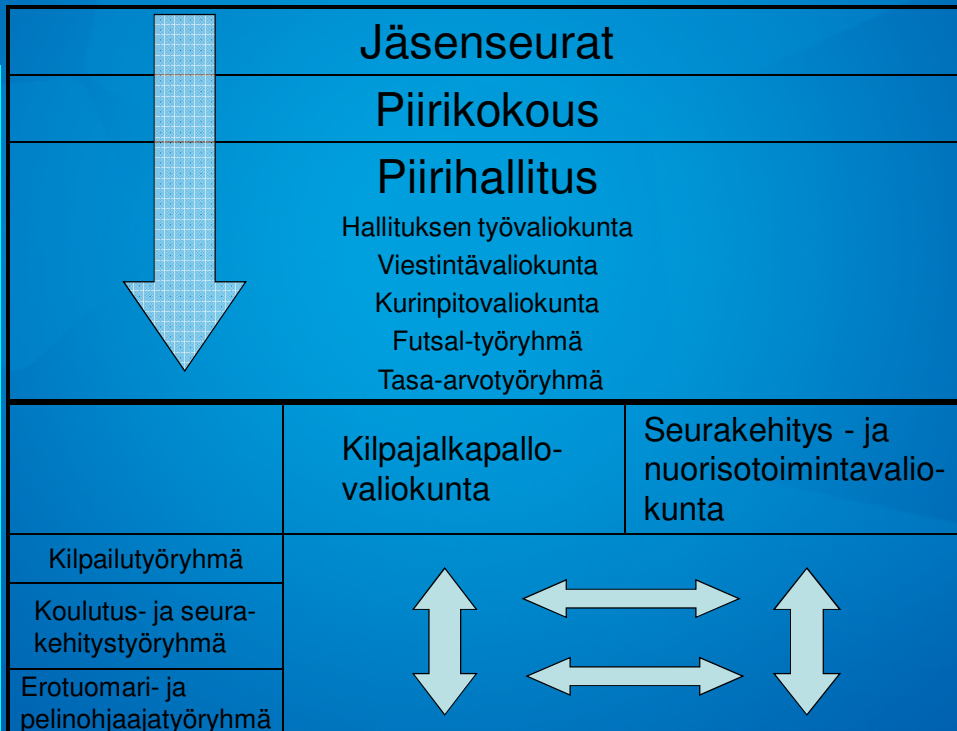 Jäsenseurat
Piirikokous
Piirihallitus
Hallituksen työvaliokunta
Viestintävaliokunta
Kurinpitovaliokunta
Futsal-työryhmä
Tasa-arvotyöryhmä
Kilpajalkapallo-
valiokunta
Seurakehitys - ja
nuorisotoimintavalio-
kunta
Kilpailutyöryhmä
Koulutus- ja seura-
kehitystyöryhmä
Erotuomari- ja
pelinohjaajatyöryhmä